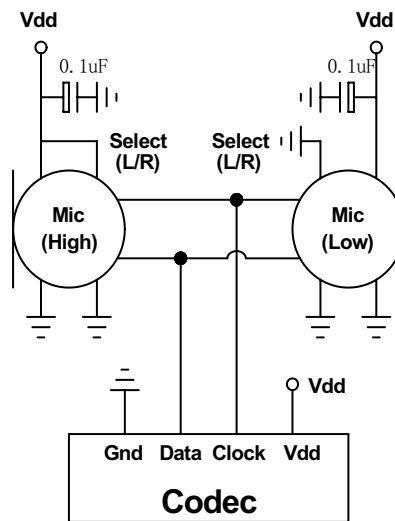 Vdd
Vdd
0.1uF
0.1uF
Select
(L/R)
Select
(L/R)
Mic
(High)
Mic
(Low)
Vdd
Gnd Data Clock Vdd
Codec